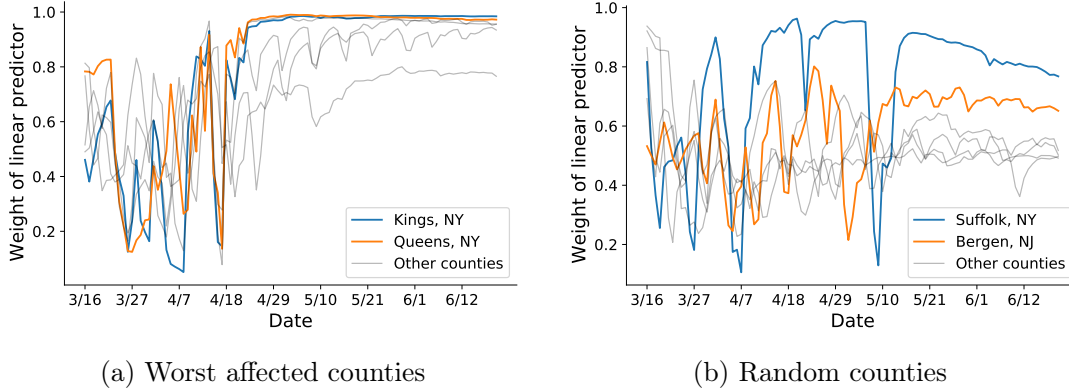 Weight of linear predictor
1.0
0.8
0.6
0.4
0.2
Kings, NY
Queens, NY
Other counties
3/16 3/27 4/7 4/18 4/29 5/10 5/21 6/1 6/12
Date
(a) Worst affected counties
Weight of linear predictor
1.0
0.8
0.6
0.4
0.2
Suffolk, NY
Bergen, NJ
Other counties
3/16 3/27 4/7 4/18 4/29 5/10 5/21 6/1 6/12
Date
(b) Random counties